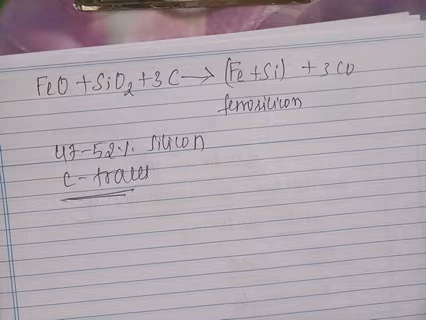 FeO + SiO2 + 3C → (Fe + Si) + 3CO
ferrosilicon
47-52% silicon
C - traces